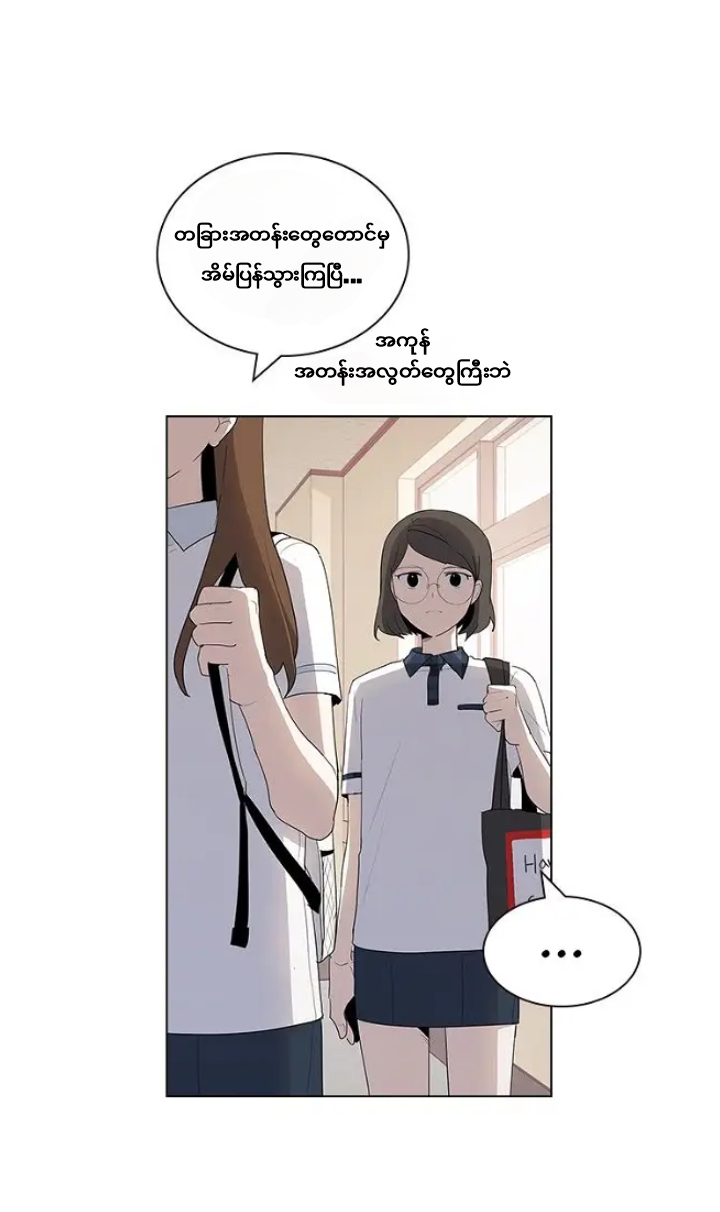 တခြားအတန်းတွေတောင်မှ
အိမ်ပြန်သွားကြပြီ...
အကုန်
အတန်းအလွတ်တွေကြီးဘဲ
...